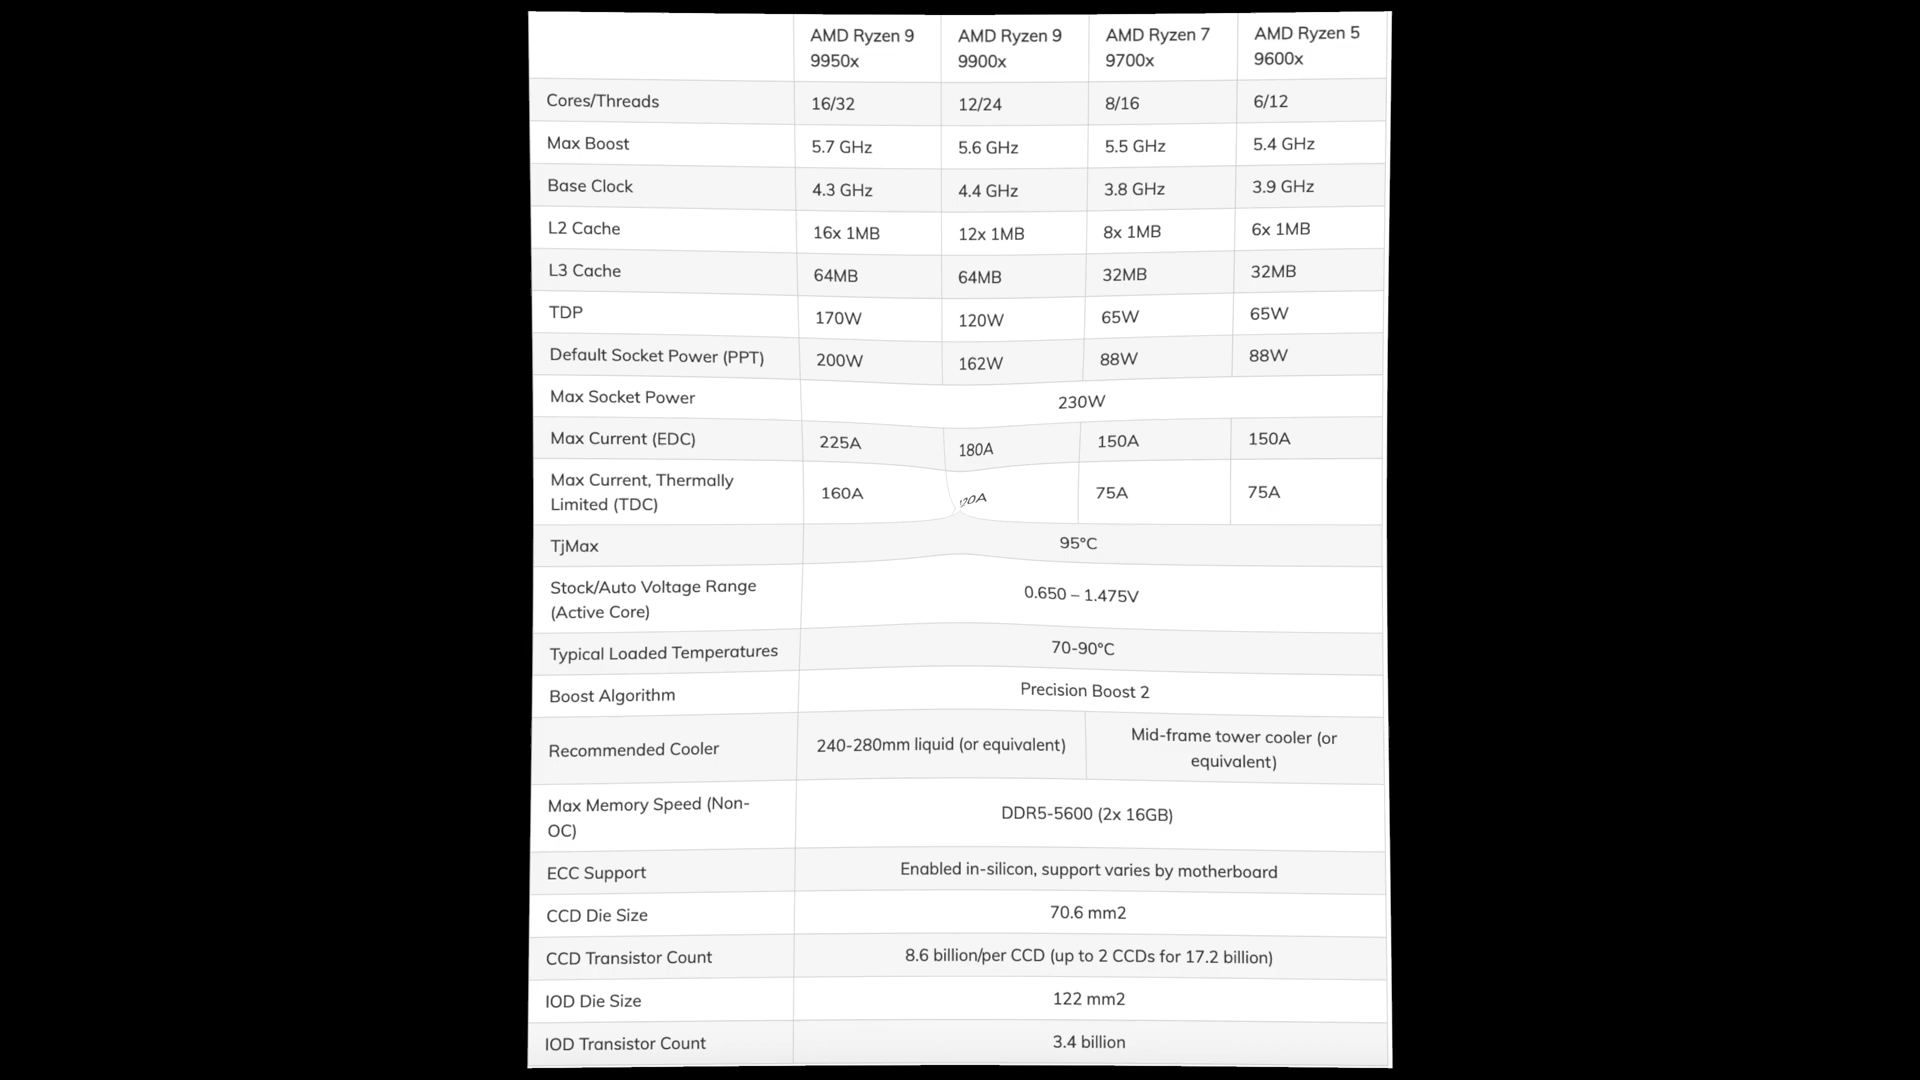 AMD Ryzen 9 9950x AMD Ryzen 9 9900x AMD Ryzen 7 9700x AMD Ryzen 5 9600x
Cores/Threads 16/32 12/24 8/16 6/12
Max Boost 5.7 GHz 5.6 GHz 5.5 GHz 5.4 GHz
Base Clock 4.3 GHz 4.4 GHz 3.8 GHz 3.9 GHz
L2 Cache 16x 1MB 12x 1MB 8x 1MB 6x 1MB
L3 Cache 64MB 64MB 32MB 32MB
TDP 170W 120W 65W 65W
Default Socket Power (PPT) 200W 162W 88W 88W
Max Socket Power 230W
Max Current (EDC) 225A 180A 150A 150A
Max Current, Thermally
Limited (TDC) 160A 75A 75A
TjMax 95°C
Stock/Auto Voltage Range
(Active Core) 0.650 – 1.475V
Typical Loaded Temperatures 70-90°C
Boost Algorithm Precision Boost 2
Recommended Cooler 240-280mm liquid (or equivalent) Mid-frame tower cooler (or
equivalent)
Max Memory Speed (Non-
OC) DDR5-5600 (2x 16GB)
ECC Support Enabled in-silicon, support varies by motherboard
CCD Die Size 70.6 mm2
CCD Transistor Count 8.6 billion/per CCD (up to 2 CCDs for 17.2 billion)
IOD Die Size 122 mm2
IOD Transistor Count 3.4 billion